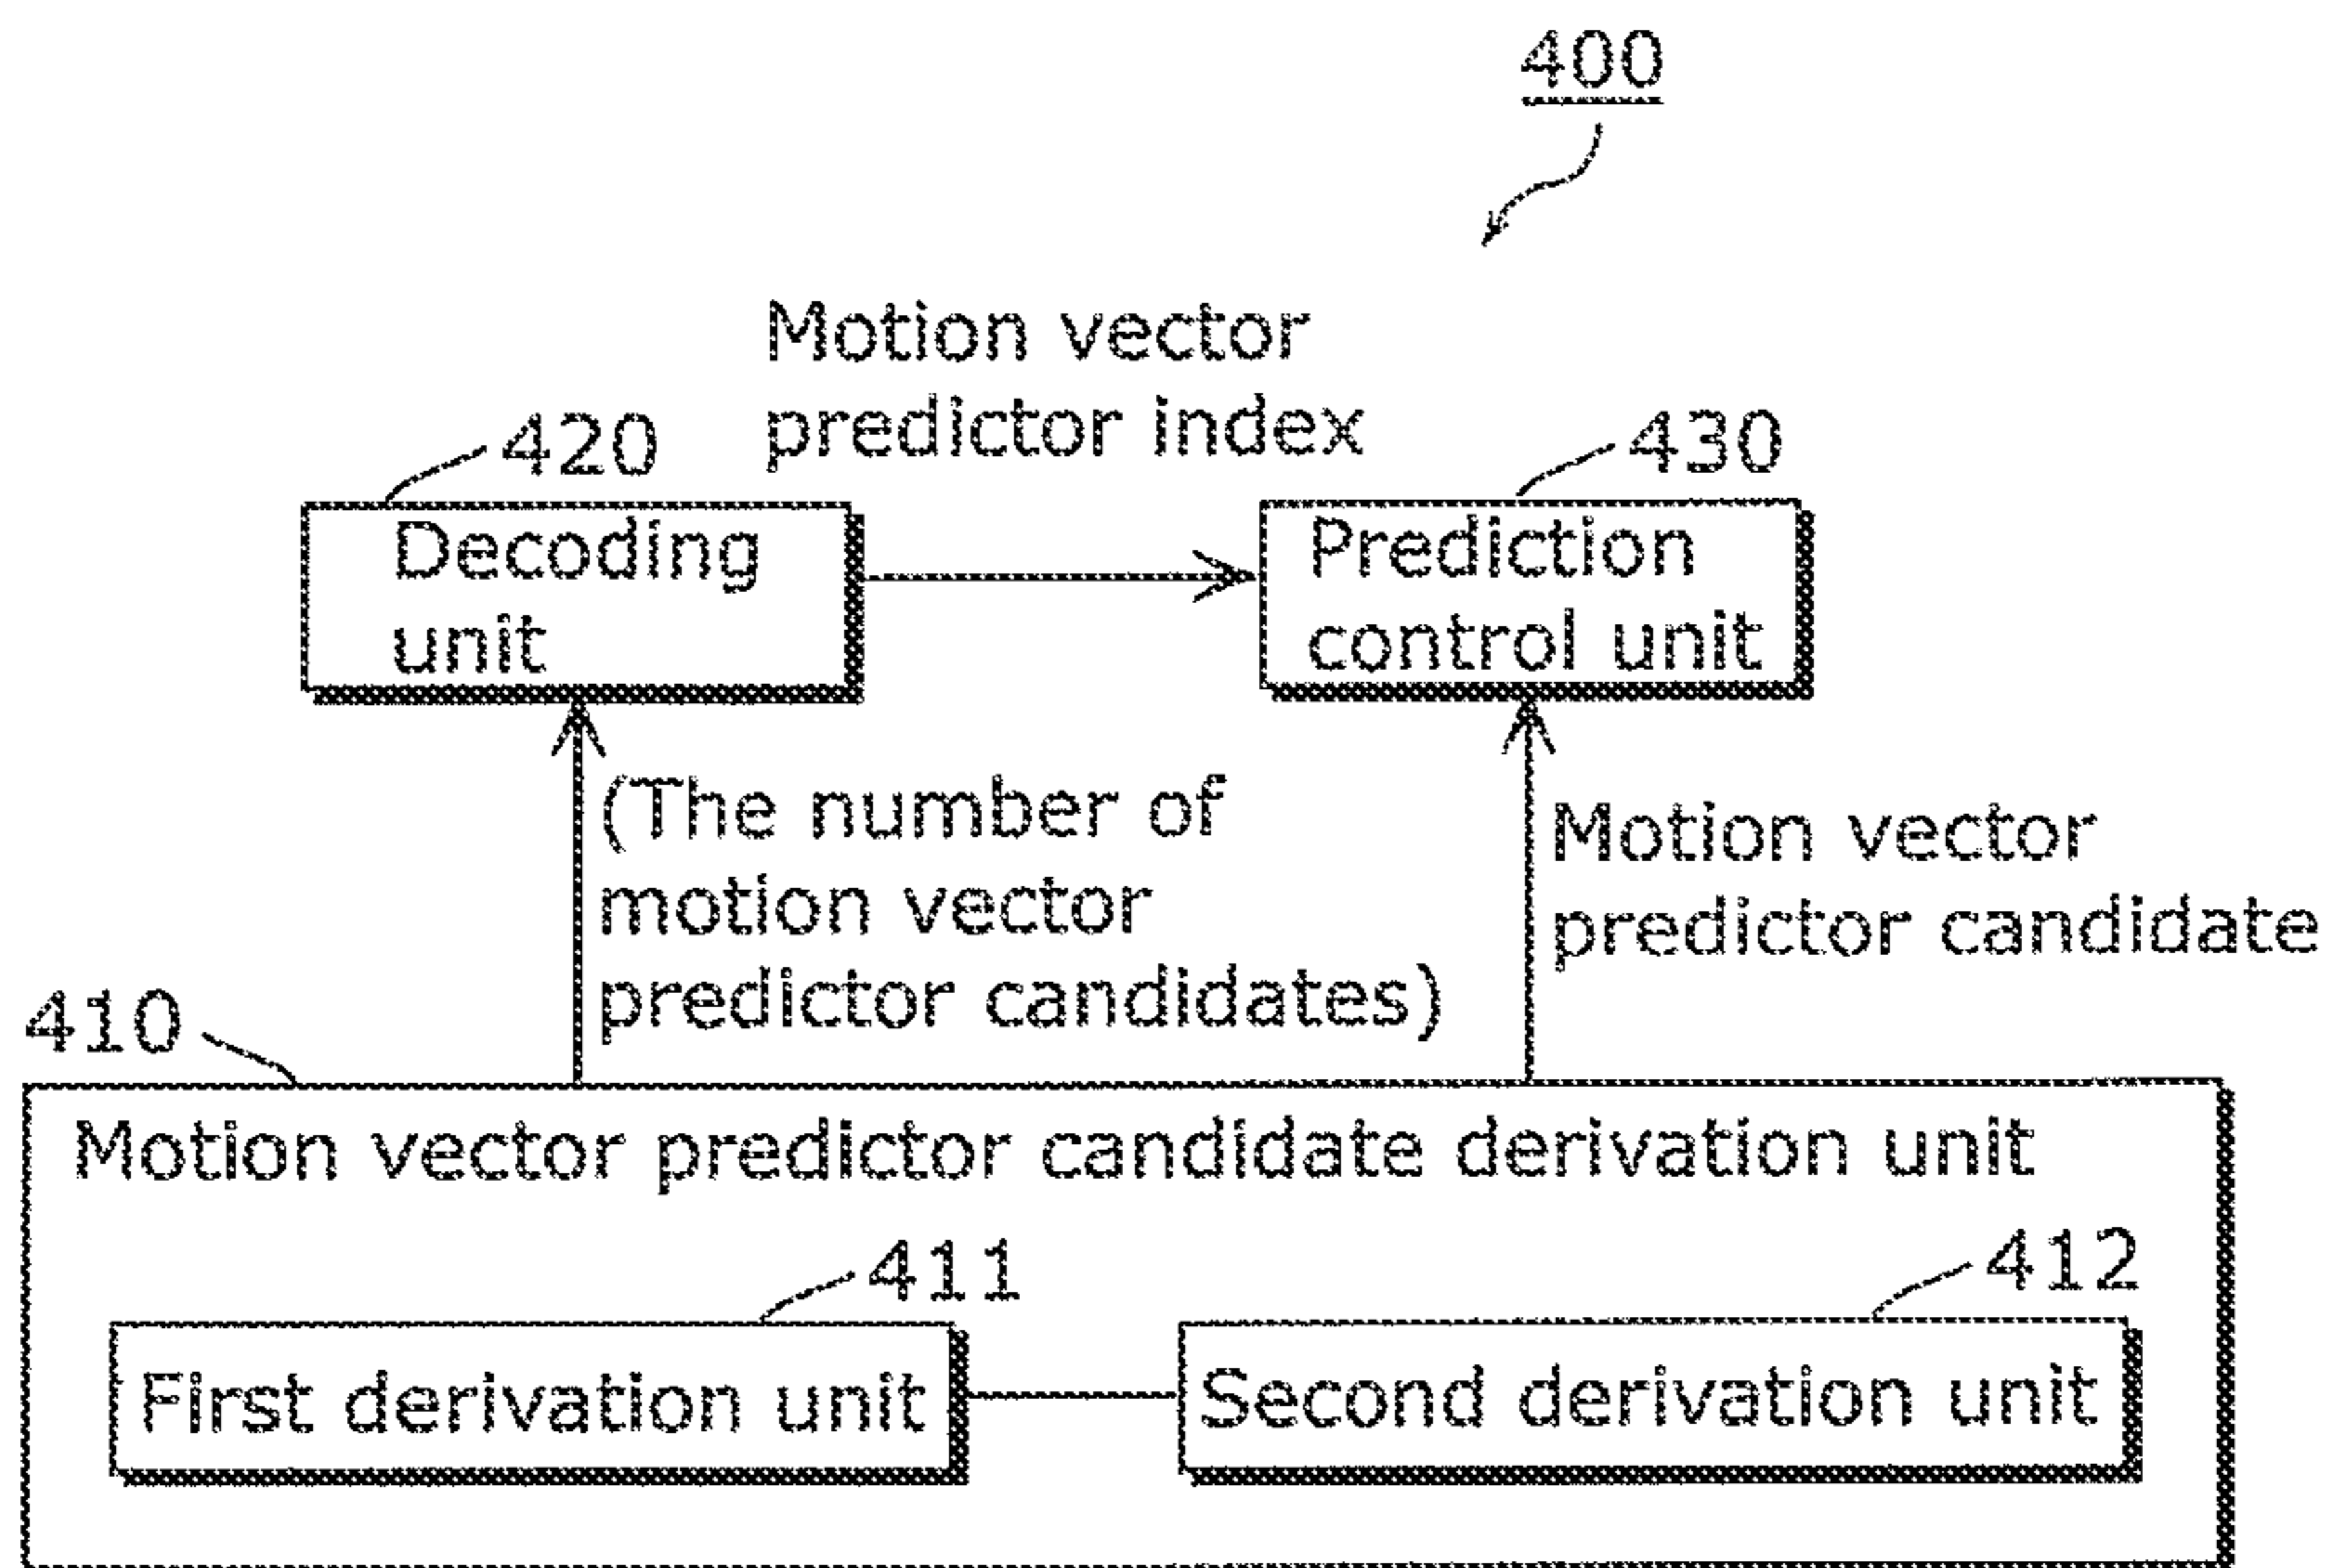 400
Motion vector
predictor index
420
430
Decoding
unit
Prediction
control unit
(The number of
motion vector
predictor candidates)
Motion vector
predictor candidate
410
Motion vector predictor candidate derivation unit
411
412
First derivation unit
Second derivation unit